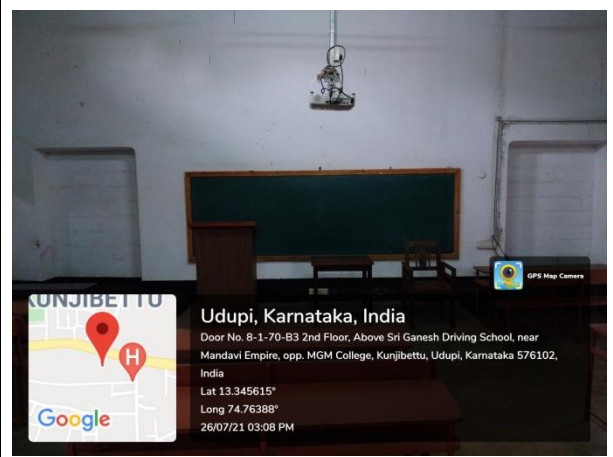 GPS Map Camera
KUNJIBETTU
H
Google
Udupi, Karnataka, India
Door No. 8-1-70-B3 2nd Floor, Above Sri Ganesh Driving School, near
Mandavi Empire, opp. MGM College, Kunjibettu, Udupi, Karnataka 576102,
India
Lat 13.345615°
Long 74.76388°
26/07/21 03:08 PM